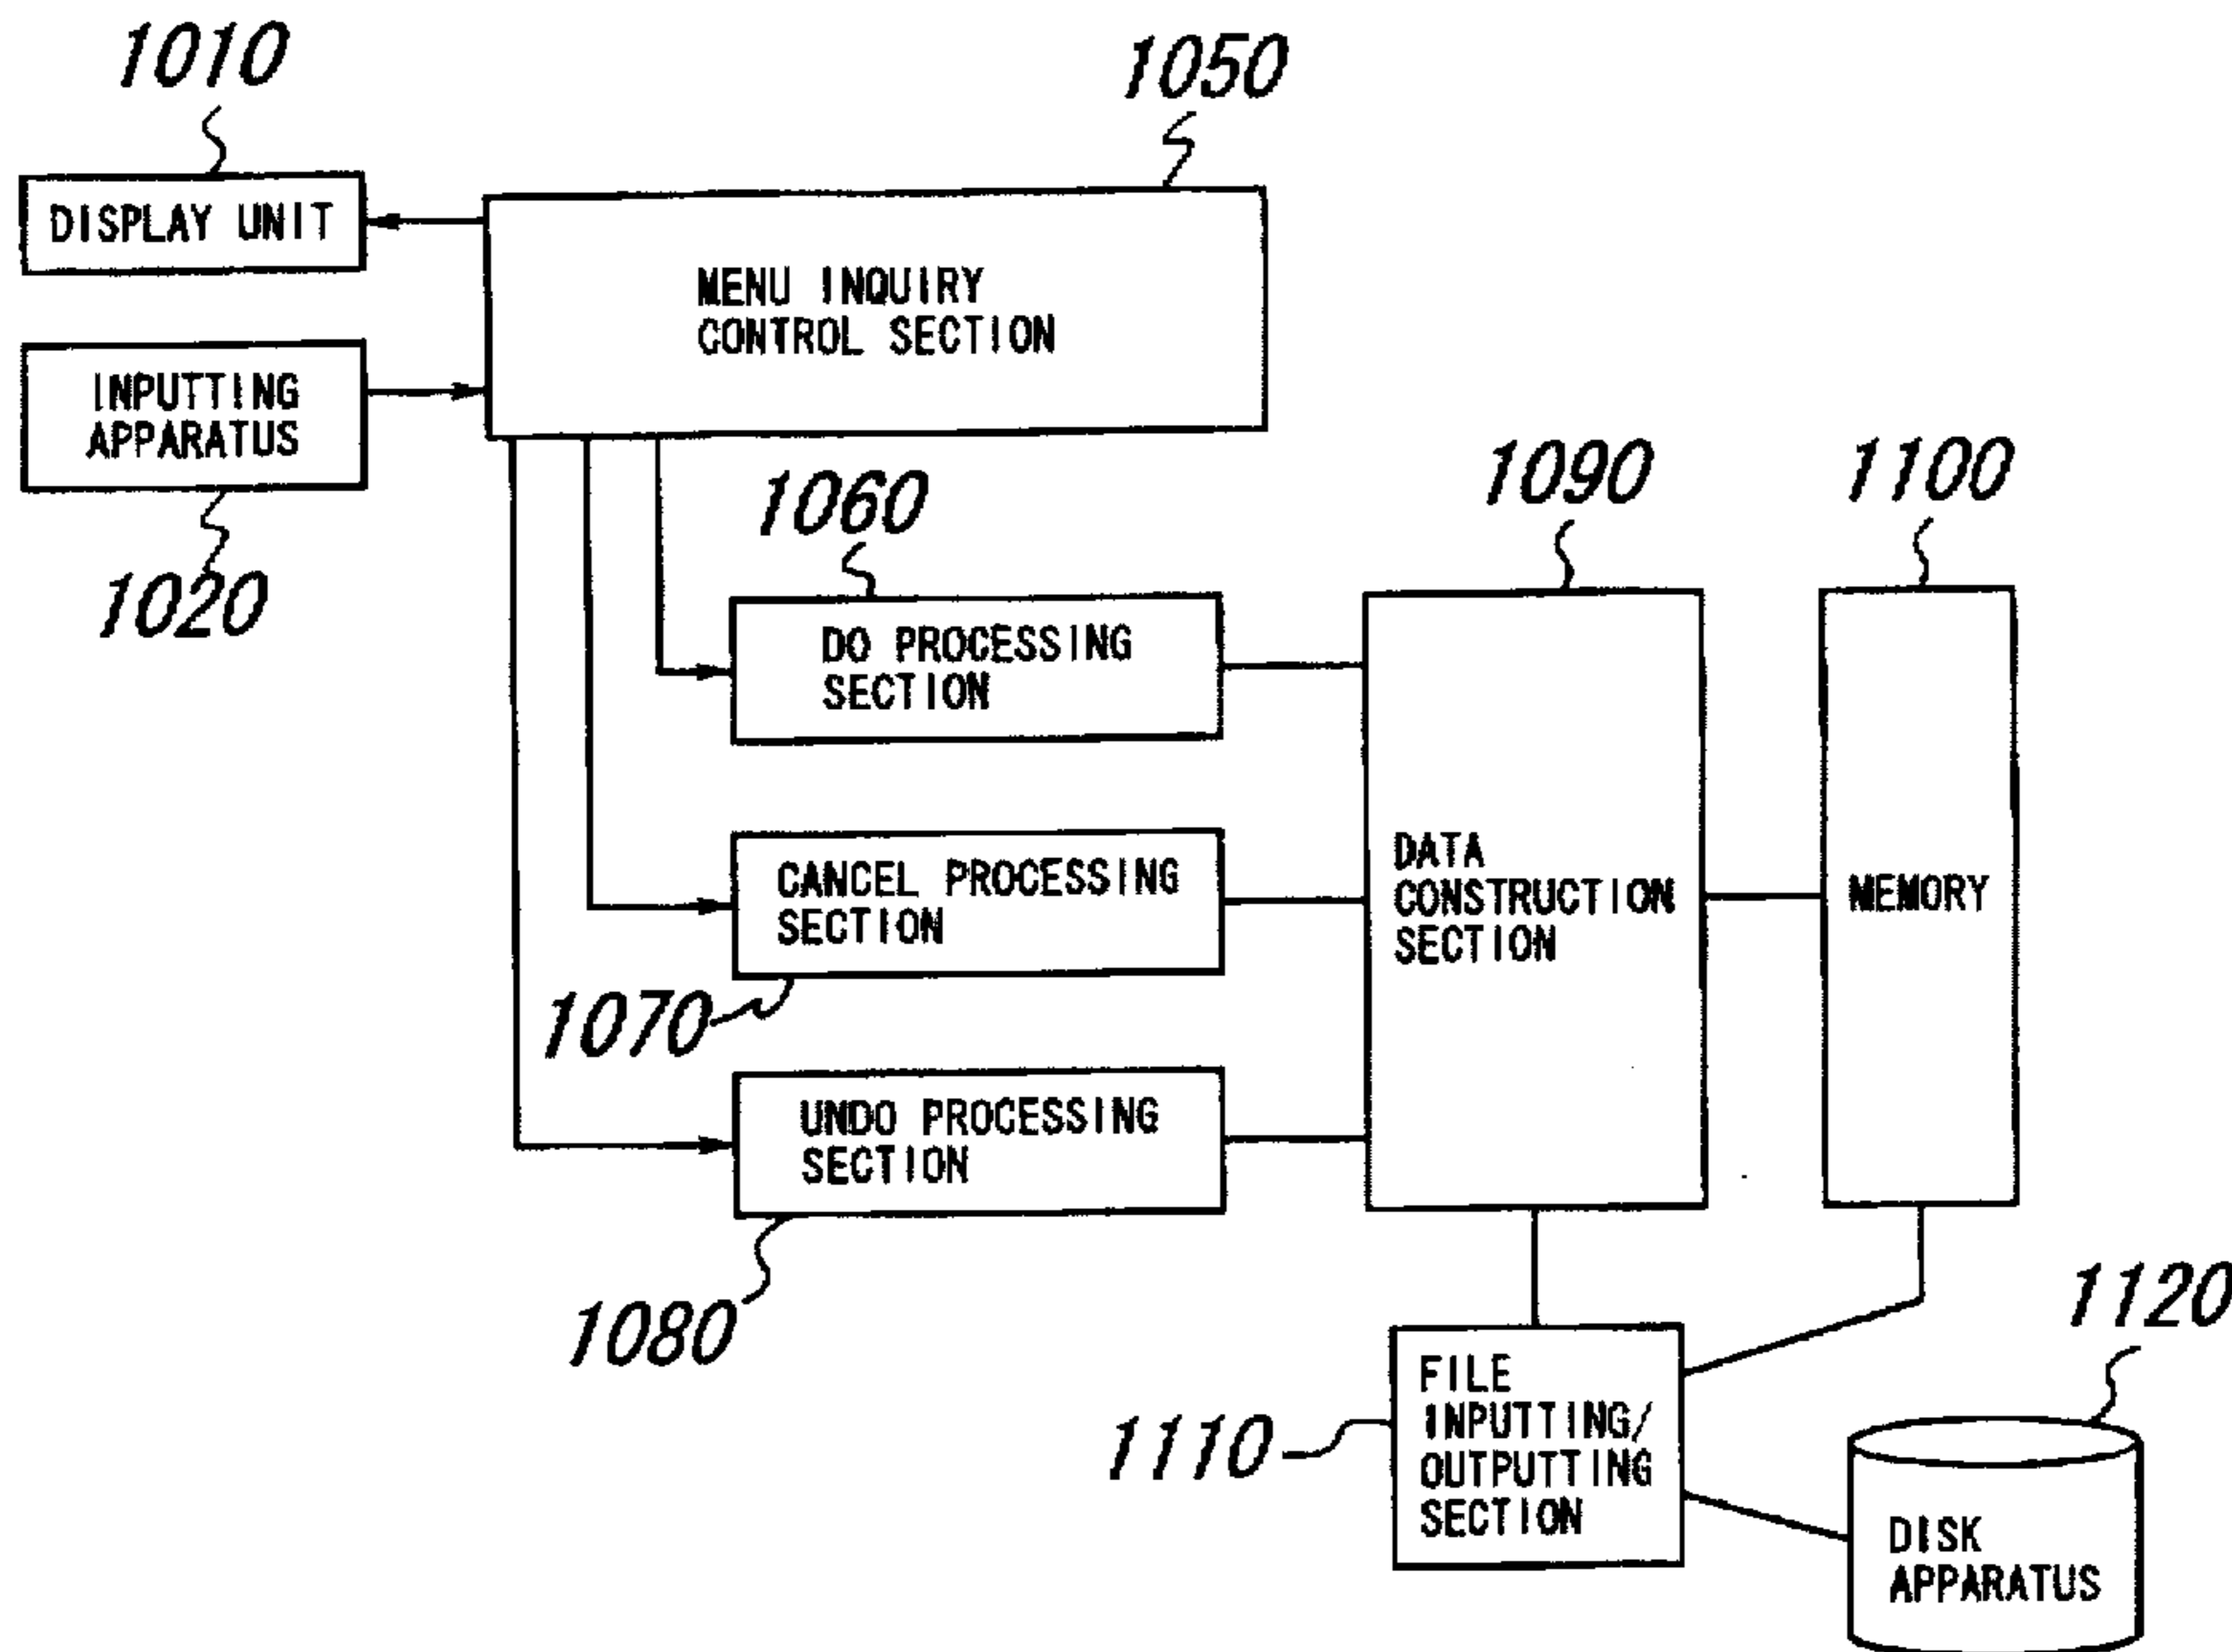 1010
1050
DISPLAY UNIT
MENU INQUIRY
CONTROL SECTION
INPUTTING
APPARATUS
1020
1060
1090
1100
DO PROCESSING
SECTION
CANCEL PROCESSING
SECTION
1070
DATA
CONSTRUCTION
SECTION
MEMORY
UNDO PROCESSING
SECTION
1080
1120
FILE
INPUTTING/
OUTPUTTING
SECTION
1110
DISK
APPARATUS